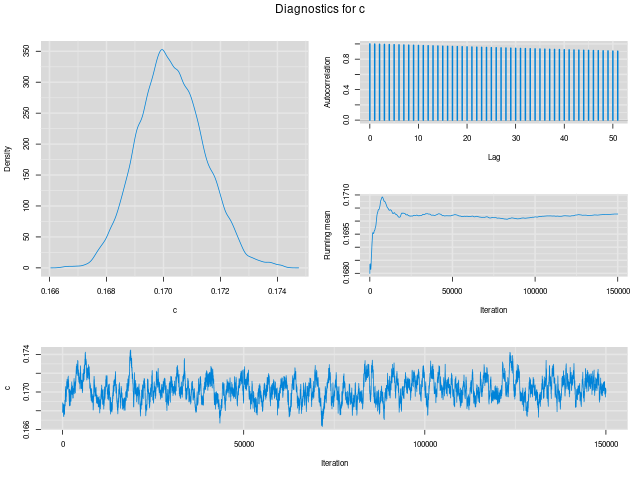 Diagnostics for c
Density
350
300
250
200
150
100
50
0
0.166 0.168 0.170 0.172 0.174
c
Autocorrelation
0.8
0.4
0.0
0 10 20 30 40 50
Lag
Running mean
0.1710
0.1695
0.1680
0 50000 100000 150000
Iteration
c
0.174
0.170
0.166
0 50000 100000 150000
Iteration